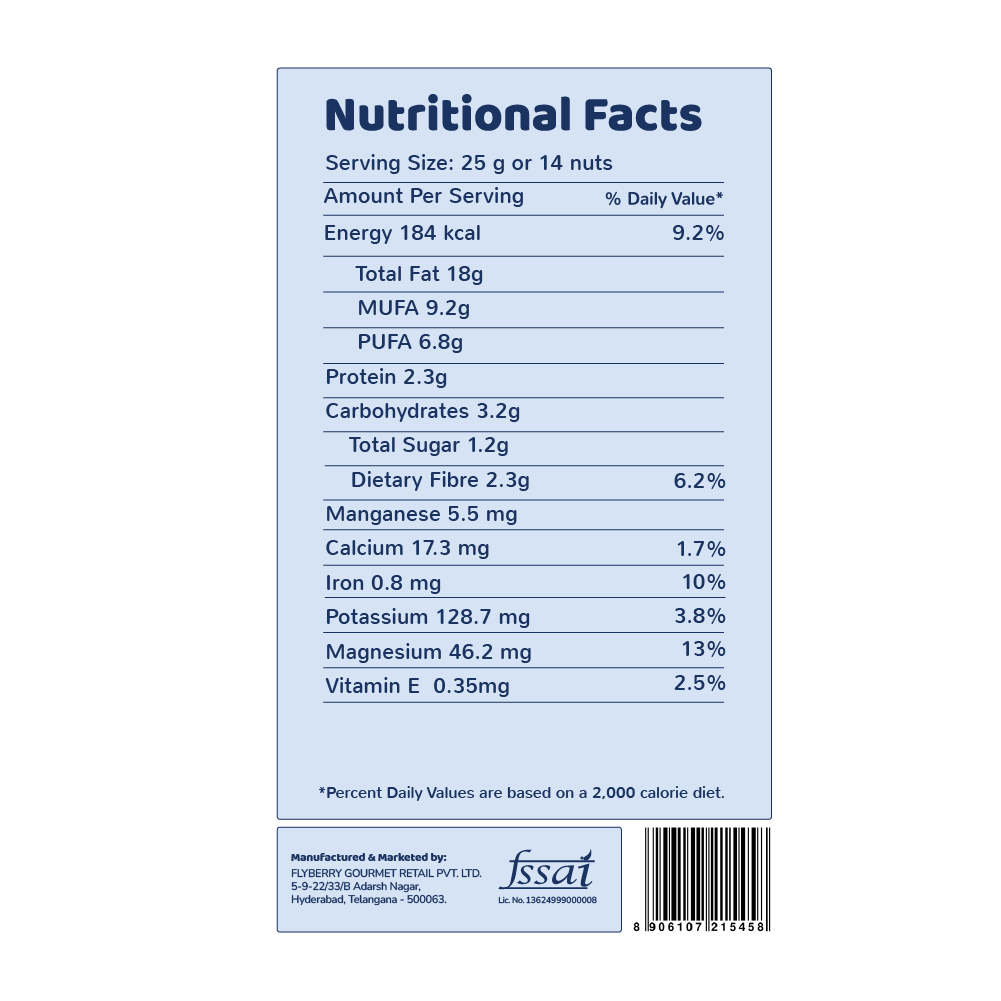 Nutritional Facts
Serving Size: 25 g or 14 nuts
Amount Per Serving % Daily Value*
Energy 184 kcal 9.2%
Total Fat 18g
MUFA 9.2g
PUFA 6.8g
Protein 2.3g
Carbohydrates 3.2g
Total Sugar 1.2g
Dietary Fibre 2.3g 6.2%
Manganese 5.5 mg
Calcium 17.3 mg 1.7%
Iron 0.8 mg 10%
Potassium 128.7 mg 3.8%
Magnesium 46.2 mg 13%
Vitamin E 0.35mg 2.5%
*Percent Daily Values are based on a 2,000 calorie diet.
Manufactured & Marketed by:
FLYBERRY GOURMET RETAIL PVT. LTD.
5-9-22/33/B Adarsh Nagar,
Hyderabad, Telangana - 500063.
fssai
Lic. No. 13624999000008
8 906107 215458